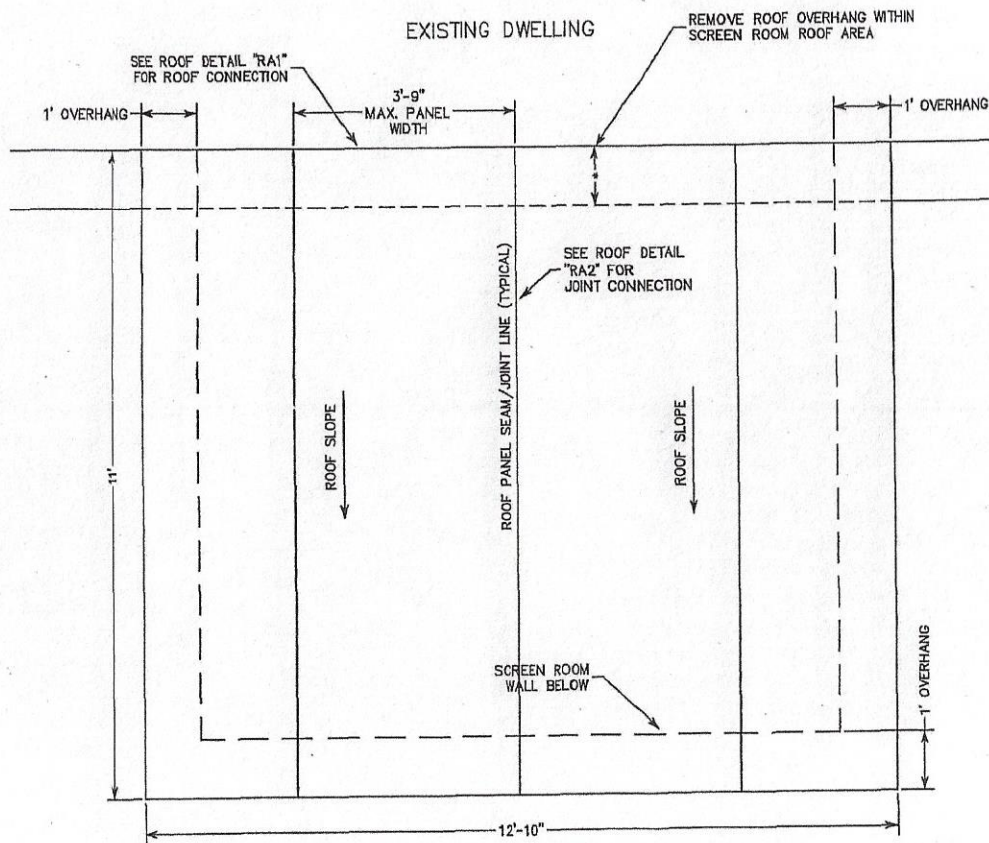 EXISTING DWELLING
REMOVE ROOF OVERHANG WITHIN
SCREEN ROOM ROOF AREA
SEE ROOF DETAIL "RA1"
FOR ROOF CONNECTION
1' OVERHANG
3'-9"
MAX. PANEL
WIDTH
1' OVERHANG
*
SEE ROOF DETAIL
"RA2" FOR
JOINT CONNECTION
ROOF PANEL SEAM/JOINT LINE (TYPICAL)
ROOF SLOPE
ROOF SLOPE
11'
SCREEN ROOM
WALL BELOW
1' OVERHANG
12'-10"